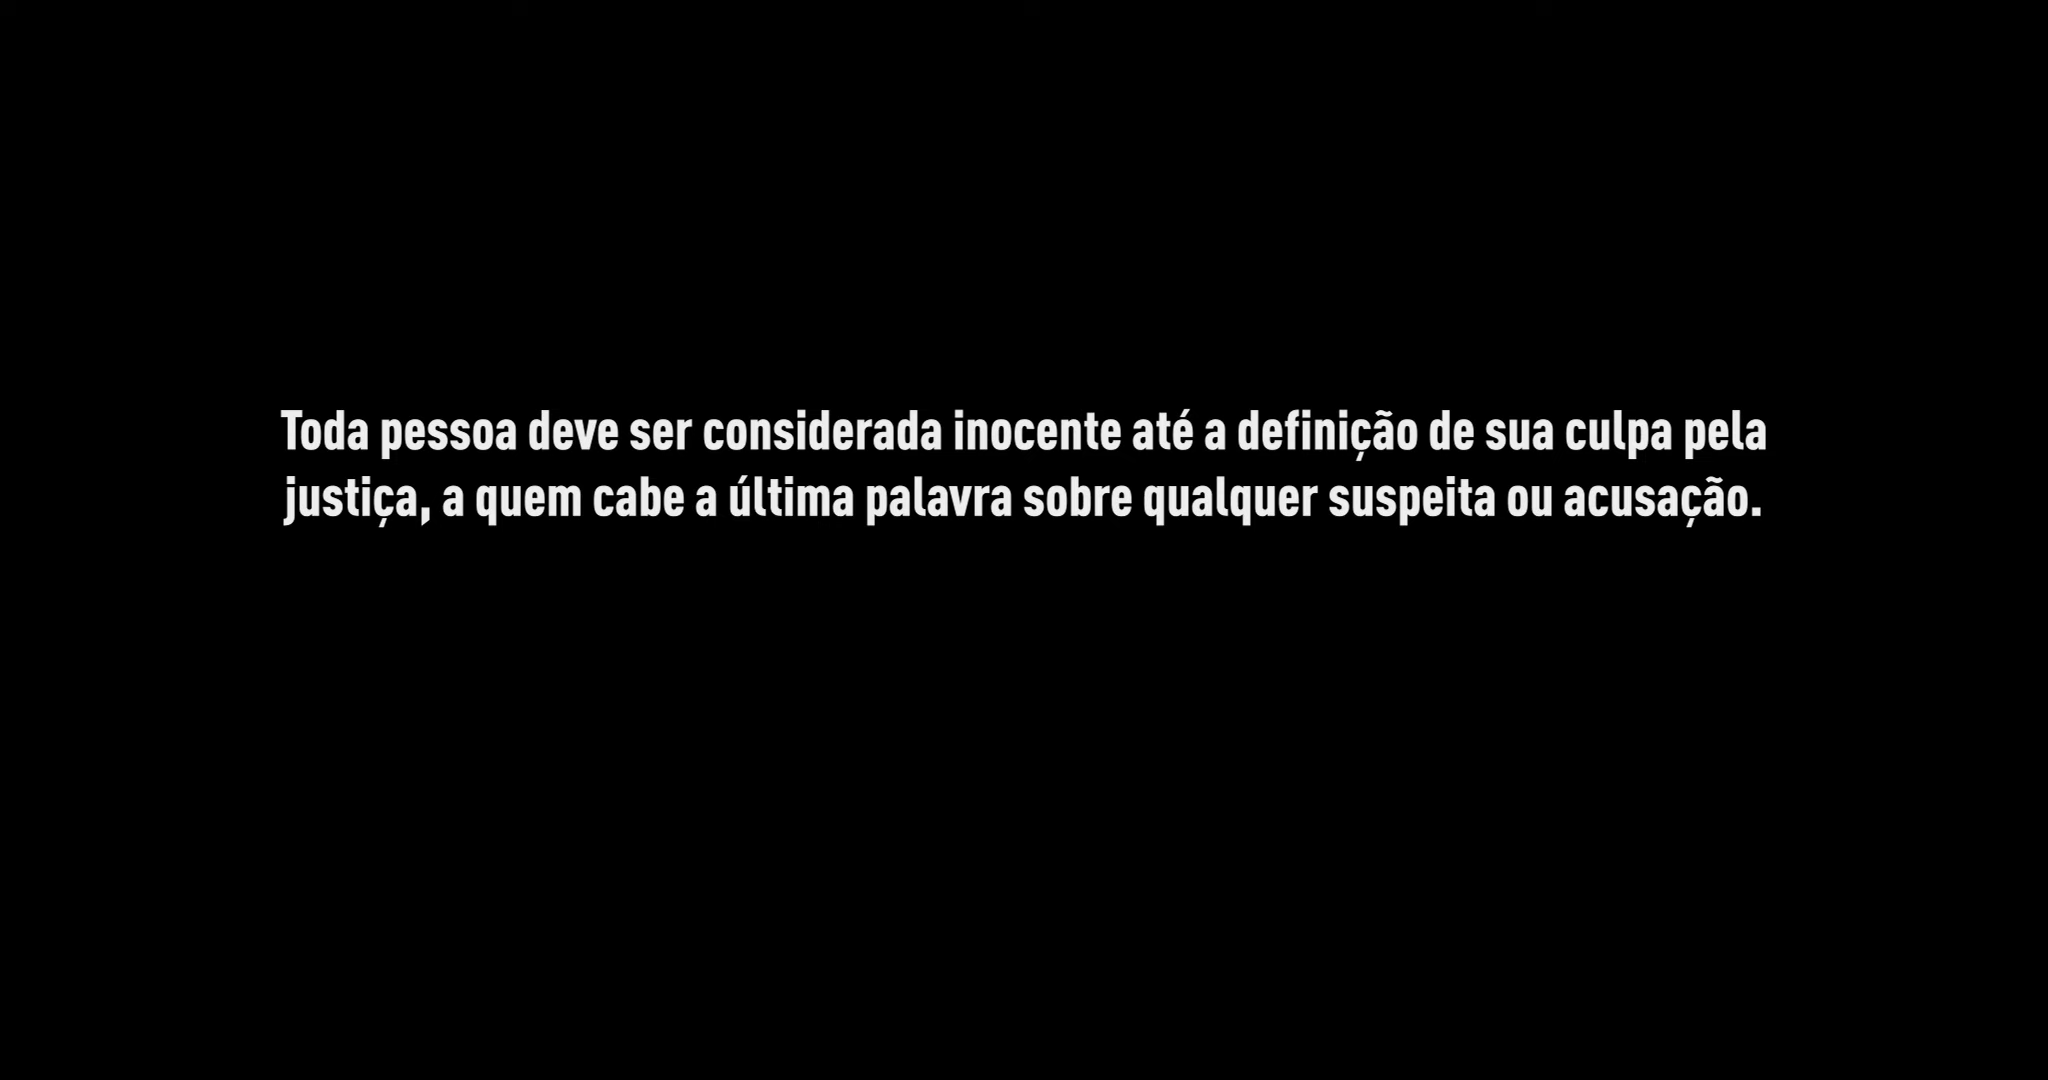 Toda pessoa deve ser considerada inocente até a definição de sua culpa pela
justiça, a quem cabe a última palavra sobre qualquer suspeita ou acusação.